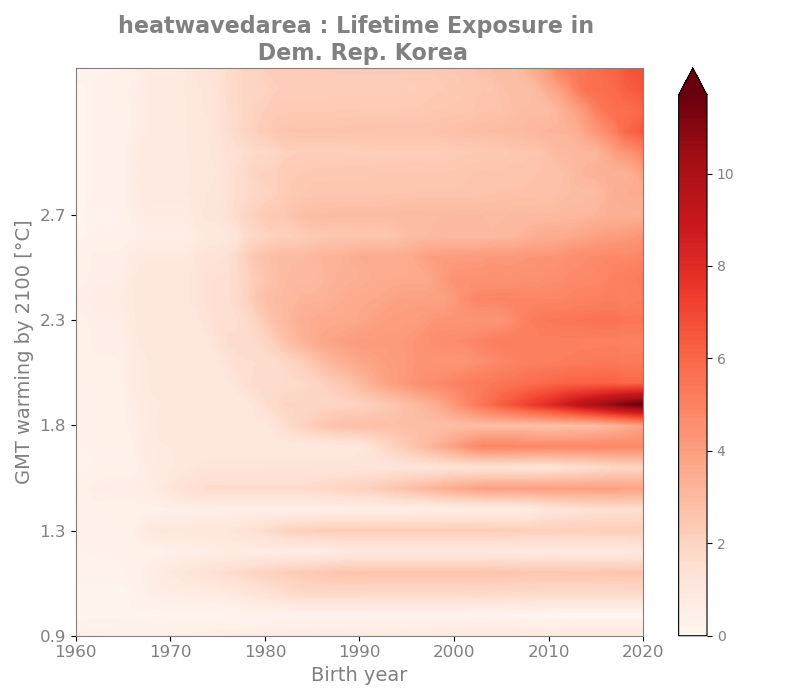 heatwavedarea : Lifetime Exposure in
Dem. Rep. Korea
GMT warming by 2100 [°C]
2.7
2.3
1.8
1.3
0.9
1960 1970 1980 1990 2000 2010 2020
Birth year
10
8
6
4
2
0